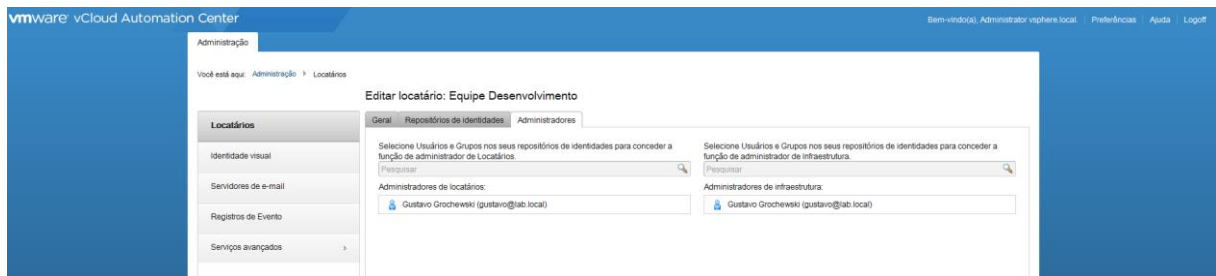 vmware vCloud Automation Center
Bem-vindo(a), Administrator vsphere.local. Preferências Ajuda Logoff
Administração
Você está aqui: Administração Locatários
Editar locatário: Equipe Desenvolvimento
Locatários
Identidade visual
Servidores de e-mail
Registros de Evento
Serviços avançados
Geral Repositórios de identidades Administradores
Selecione Usuários e Grupos nos seus repositórios de identidades para conceder a
função de administrador de Locatários.
Pesquisar
Administradores de locatários:
Gustavo Grochewski (gustavo@lab.local)
Selecione Usuários e Grupos nos seus repositórios de identidades para conceder a
função de administrador de infraestrutura.
Pesquisar
Administradores de infraestrutura:
Gustavo Grochewski (gustavo@lab.local)